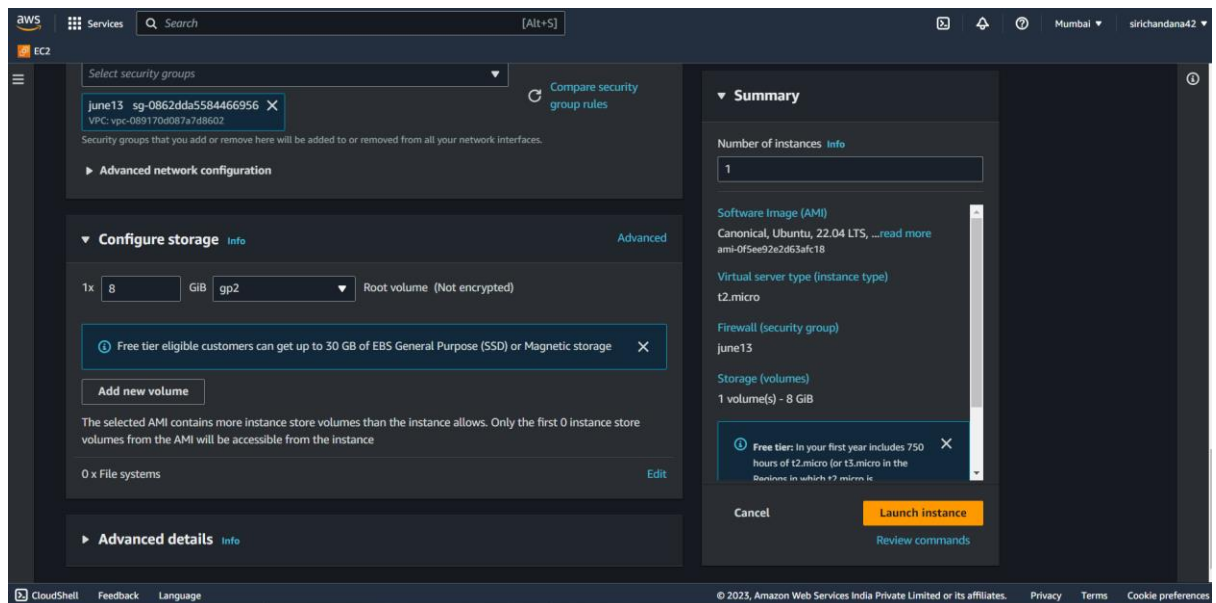 aws
Services
Search
[Alt+S]
Mumbai
sirichandana42
EC2
Select security groups
june13 sg-0862dda5584466956
VPC: vpc-089170d087a7d8602
Compare security
group rules
Security groups that you add or remove here will be added to or removed from all your network interfaces.
Advanced network configuration
Configure storage Info
Advanced
1x 8 GiB gp2 Root volume (Not encrypted)
Free tier eligible customers can get up to 30 GB of EBS General Purpose (SSD) or Magnetic storage
Add new volume
The selected AMI contains more instance store volumes than the instance allows. Only the first 0 instance store
volumes from the AMI will be accessible from the instance
0 x File systems
Edit
Advanced details Info
Summary
Number of instances Info
1
Software Image (AMI)
Canonical, Ubuntu, 22.04 LTS, ...read more
ami-0f5ee92e2d63afc18
Virtual server type (instance type)
t2.micro
Firewall (security group)
june13
Storage (volumes)
1 volume(s) - 8 GiB
Free tier: In your first year includes 750
hours of t2.micro (or t3.micro in the
Regions in which t2.micro is
Cancel
Launch instance
Review commands
CloudShell
Feedback
Language
© 2023, Amazon Web Services India Private Limited or its affiliates.
Privacy
Terms
Cookie preferences